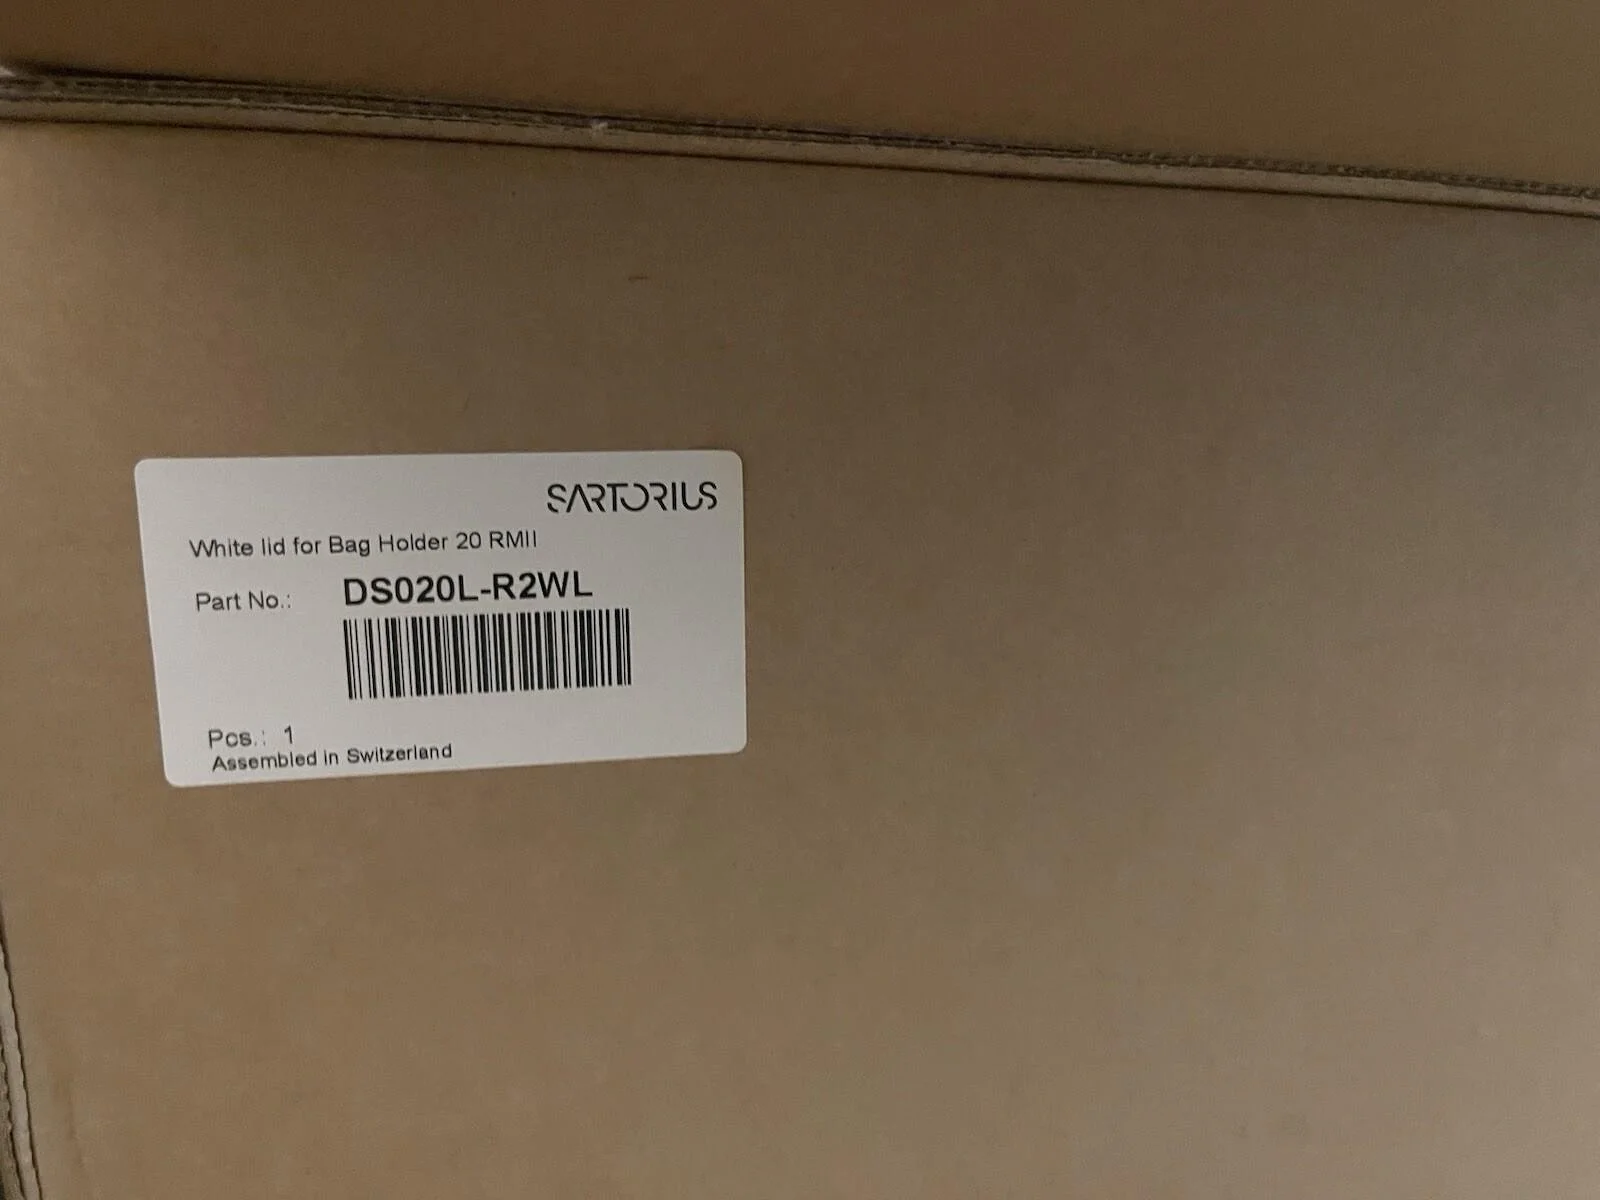 SARTORIUS
White lid for Bag Holder 20 RMII
Part No.: DS020L-R2WL
Pcs.: 1
Assembled in Switzerland